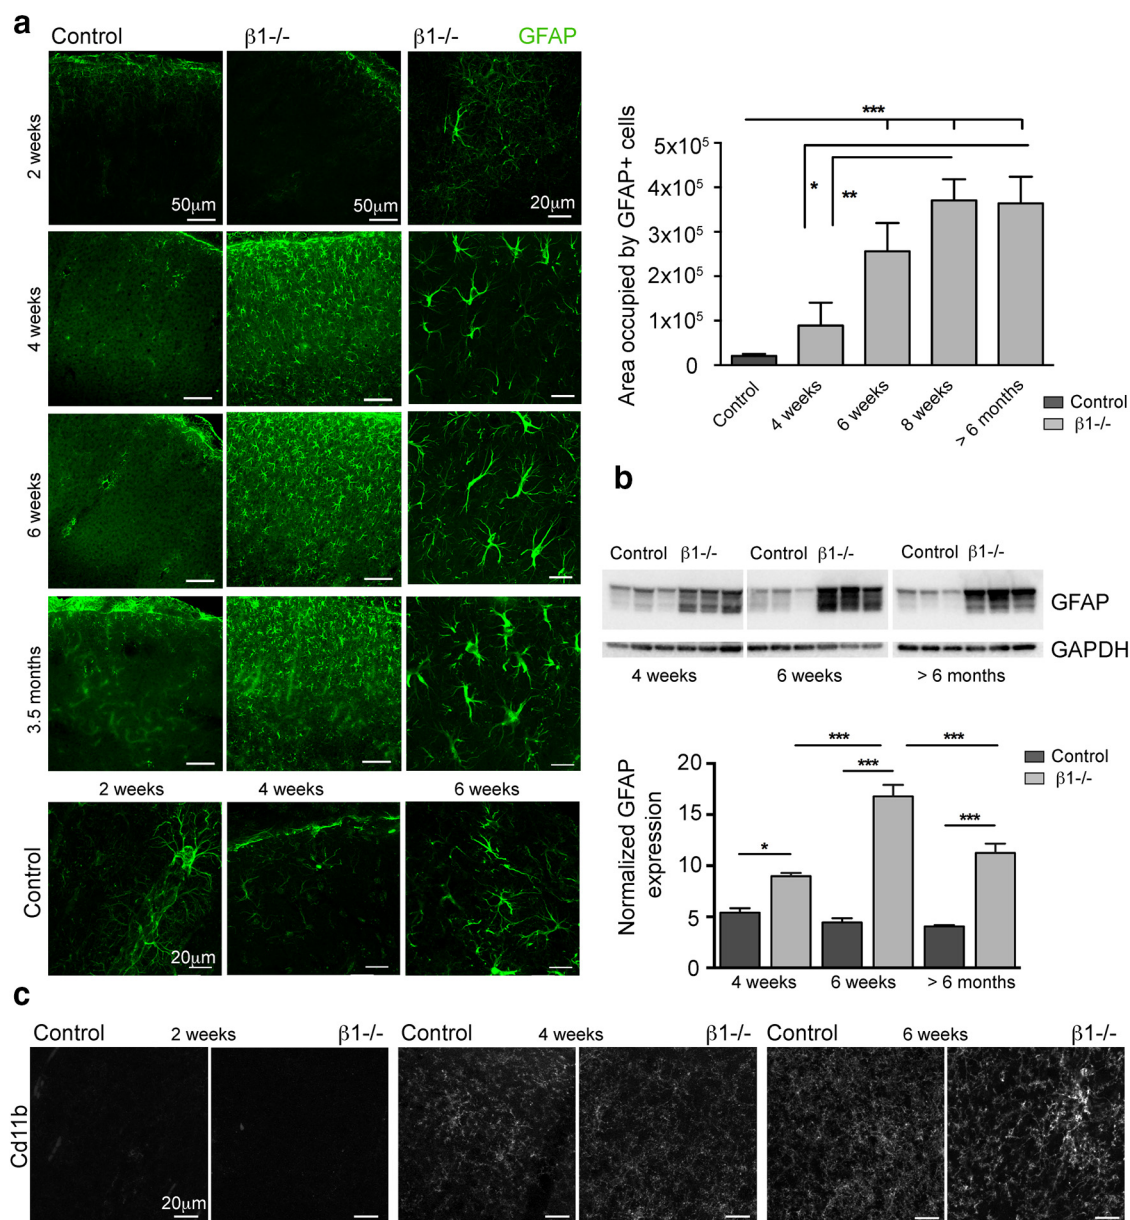 a
Control β1-/- β1-/- GFAP
2 weeks
50μm 50μm 20μm
4 weeks
6 weeks
3.5 months
2 weeks 4 weeks 6 weeks
Control
20μm
***
* **
Area occupied by GFAP+ cells
5x10⁵
4x10⁵
3x10⁵
2x10⁵
1x10⁵
0
Control 4 weeks 6 weeks 8 weeks > 6 months
Control
β1-/-
b
Control β1-/- Control β1-/- Control β1-/-
GFAP
GAPDH
4 weeks 6 weeks > 6 months
*** ***
***
***
*
Control
β1-/-
Normalized GFAP
expression
20
15
10
5
0
4 weeks 6 weeks > 6 months
c
Control 2 weeks β1-/- Control 4 weeks β1-/- Control 6 weeks β1-/-
Cd11b
20μm